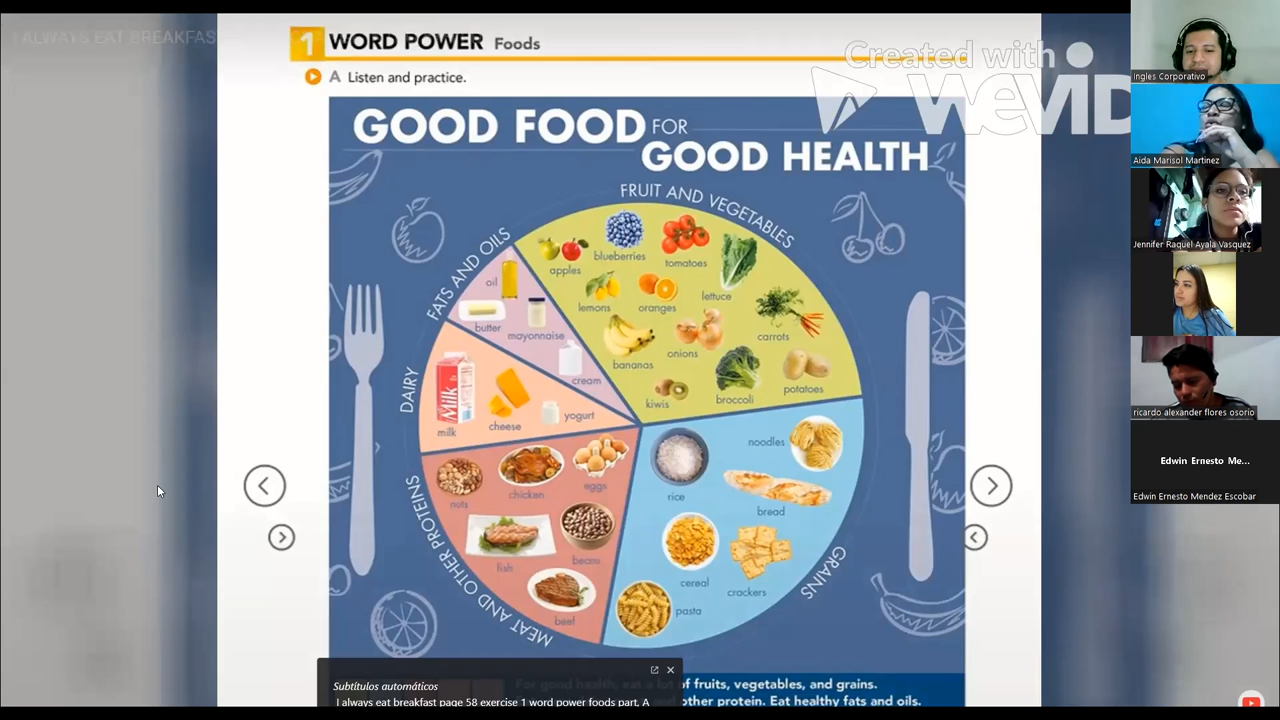 I ALWAYS EAT BREAKFAS
1 WORD POWER Foods
A Listen and practice.
Created with
WEVID
GOOD FOOD FOR
GOOD HEALTH
FRUIT AND VEGETABLES
apples
blueberries
tomatoes
lettuce
lemons
oranges
carrots
bananas
onions
kiwis
broccoli
potatoes
FATS AND OILS
oil
butter
mayonnaise
cream
DAIRY
milk
Milk
cheese
yogurt
MEAT AND OTHER PROTEINS
nuts
chicken
eggs
fish
beans
beef
GRAINS
rice
noodles
bread
cereal
crackers
pasta
For good health, eat a lot of fruits, vegetables, and grains.
other protein. Eat healthy fats and oils.
Subtítulos automáticos
I always eat breakfast page 58 exercise 1 word power foods part, A
Ingles Corporativo
Aida Marisol Martinez
Jennifer Raquel Ayala Vasquez
ricardo alexander flores osorio
Edwin Ernesto Me...
Edwin Ernesto Mendez Escobar